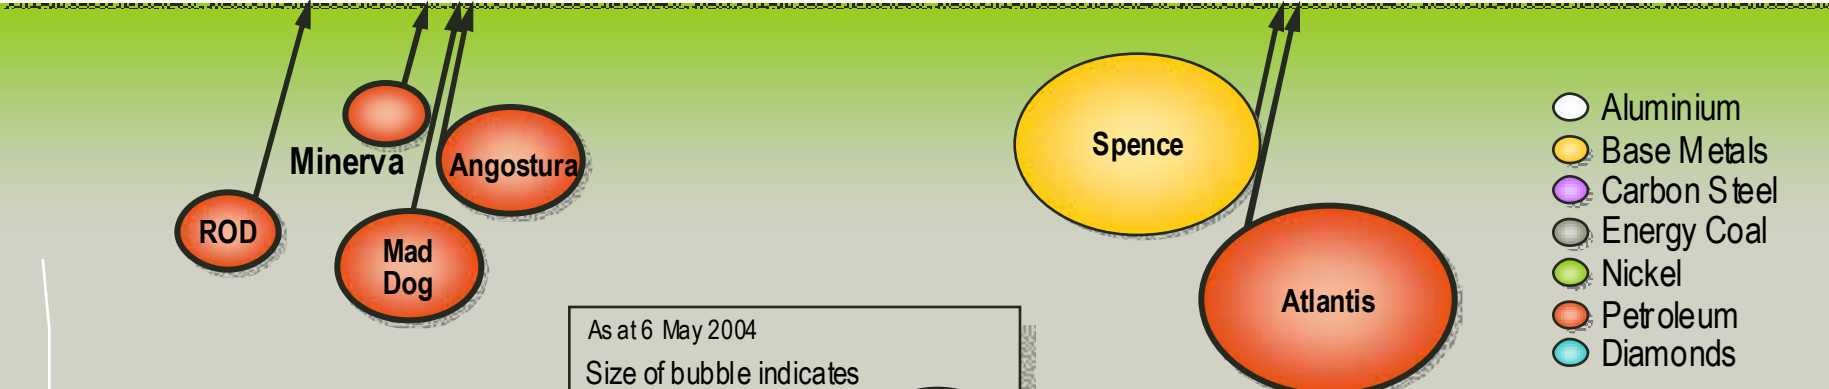 Minerva
Angostura
ROD
Mad
Dog
Spence
Atlantis
As at 6 May 2004
Size of bubble indicates
Aluminium
Base Metals
Carbon Steel
Energy Coal
Nickel
Petroleum
Diamonds